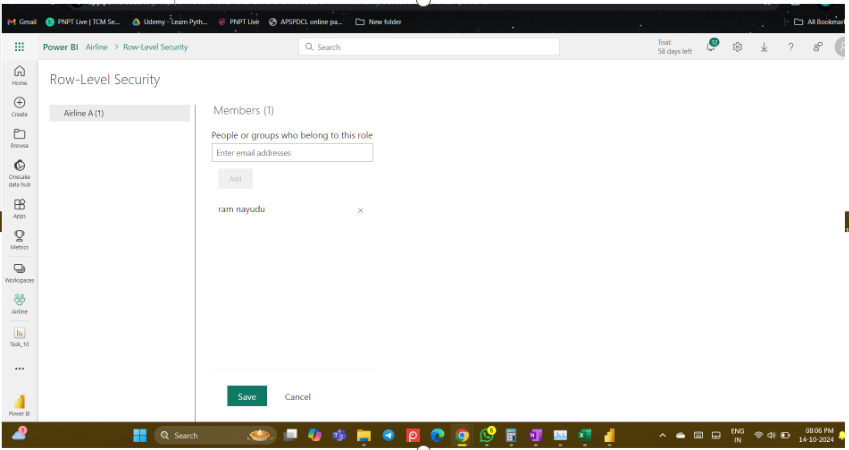 Gmail
PNPT Live | TCM Se...
Udemy - Learn Pyth...
PNPT Live
APSPDCL online pa...
New folder
All Bookmar
Power BI Airline > Row-Level Security
Search
Trial:
58 days left
12
Home
Create
Browse
OneLake
data hub
Apps
Metrics
Workspaces
Airline
Task_10
Power BI
Row-Level Security
Airline A (1)
Members (1)
People or groups who belong to this role
Enter email addresses
Add
ram nayudu
Save
Cancel
Search
ENG
IN
08:06 PM
14-10-2024